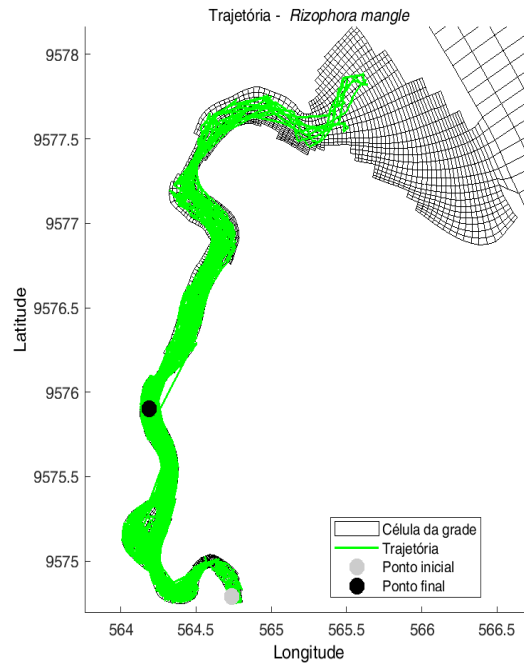 Trajetória - Rizophora mangle
Latitude
9578
9577.5
9577
9576.5
9576
9575.5
9575
Célula da grade
Trajetória
Ponto inicial
Ponto final
564 564.5 565 565.5 566 566.5
Longitude